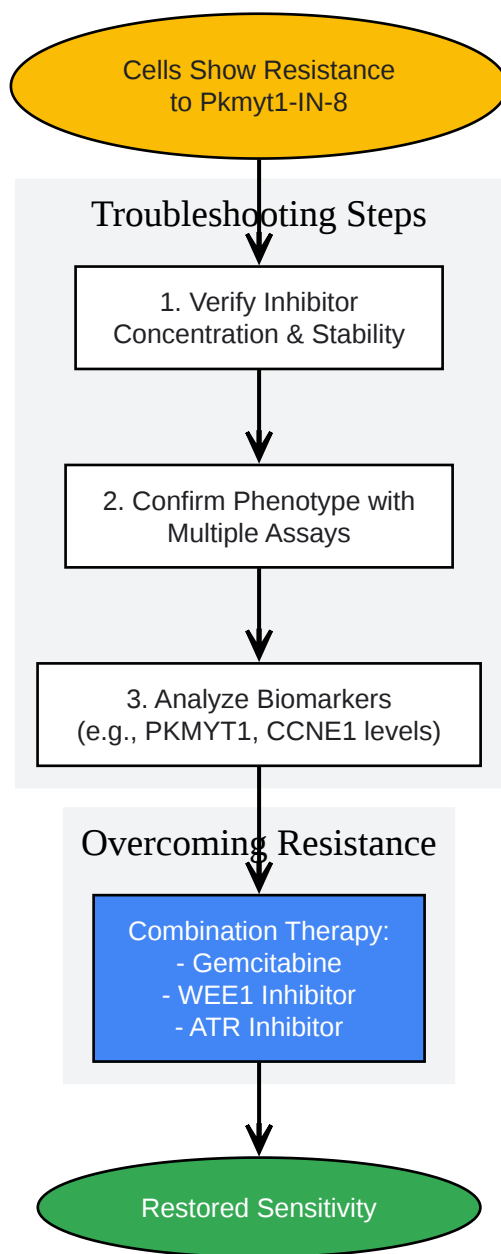 Cells Show Resistance
to Pkmyt1-IN-8
Troubleshooting Steps
1. Verify Inhibitor
Concentration & Stability
2. Confirm Phenotype with
Multiple Assays
3. Analyze Biomarkers
(e.g., PKMYT1, CCNE1 levels)
Overcoming Resistance
Combination Therapy:
- Gemcitabine
- WEE1 Inhibitor
- ATR Inhibitor
Restored Sensitivity